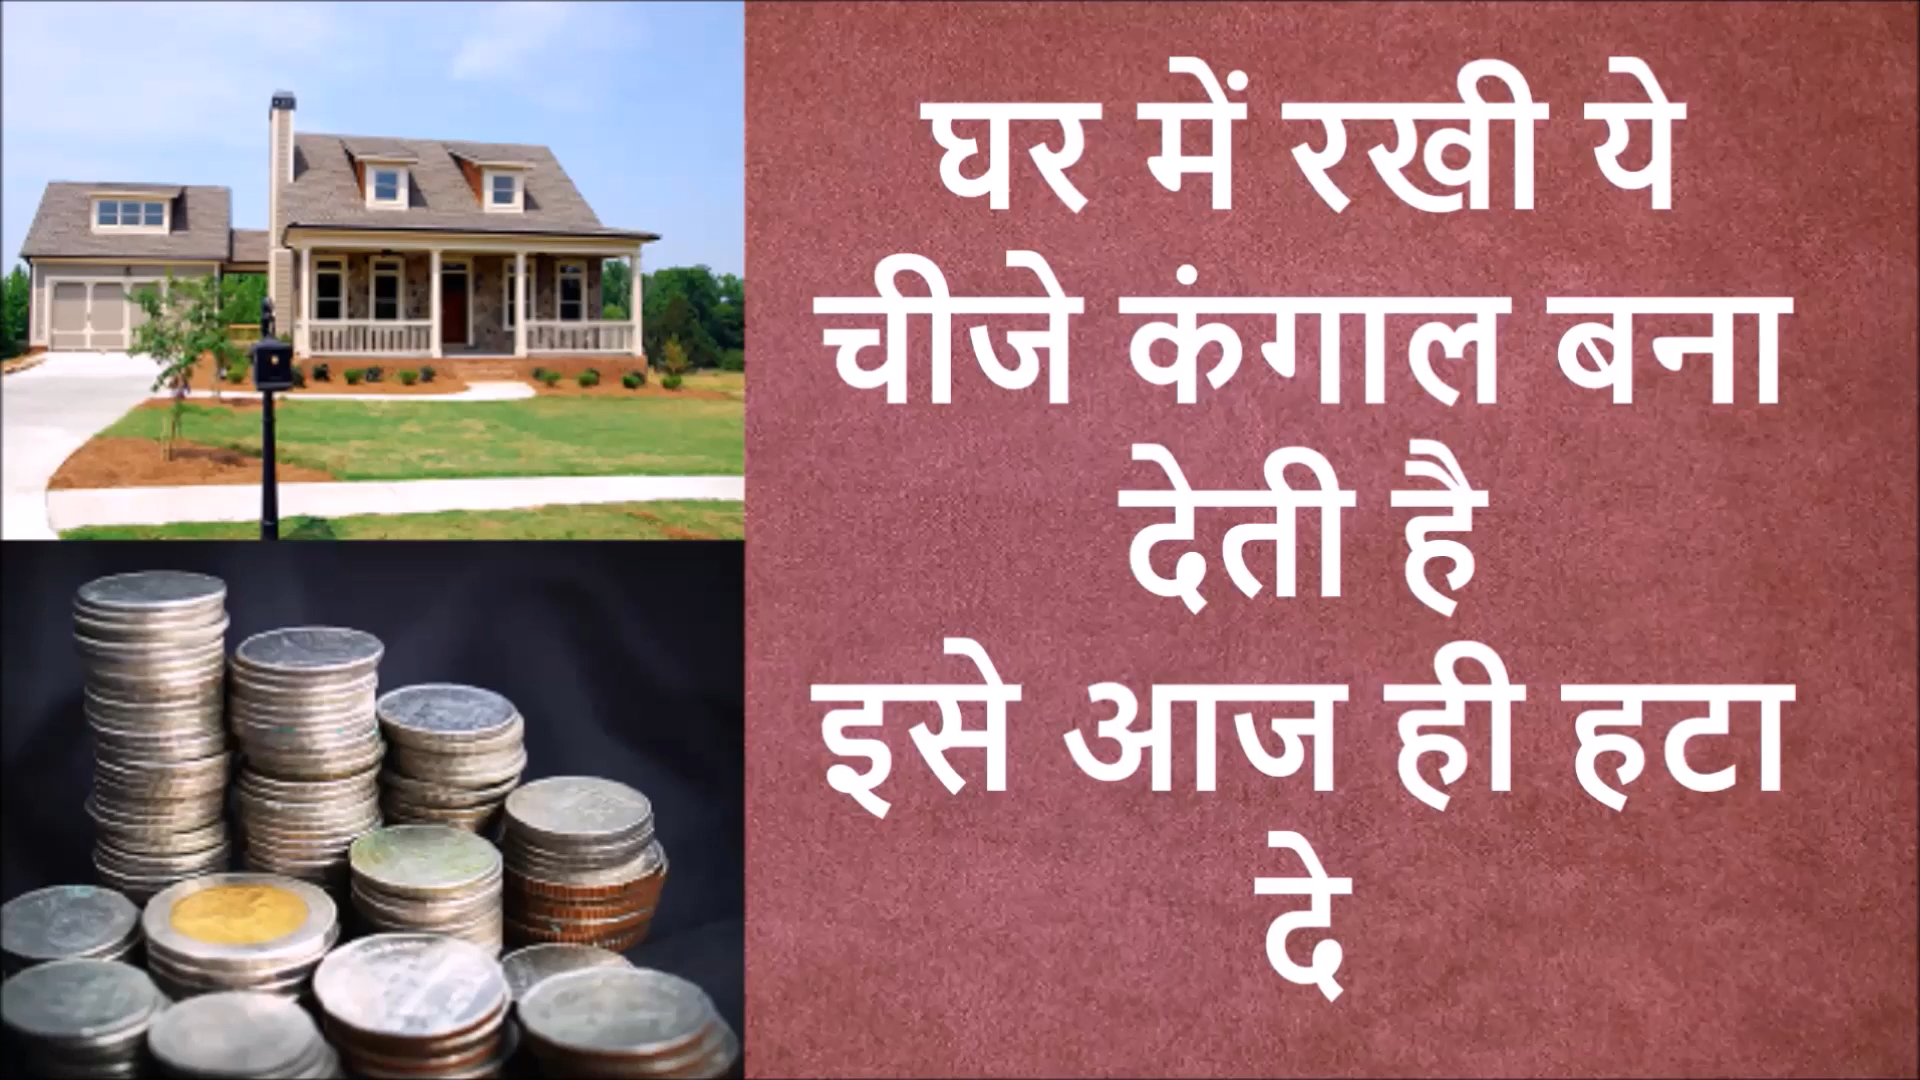 घर में रखी ये
चीजे कंगाल बना
देती है
इसे आज ही हटा
दे